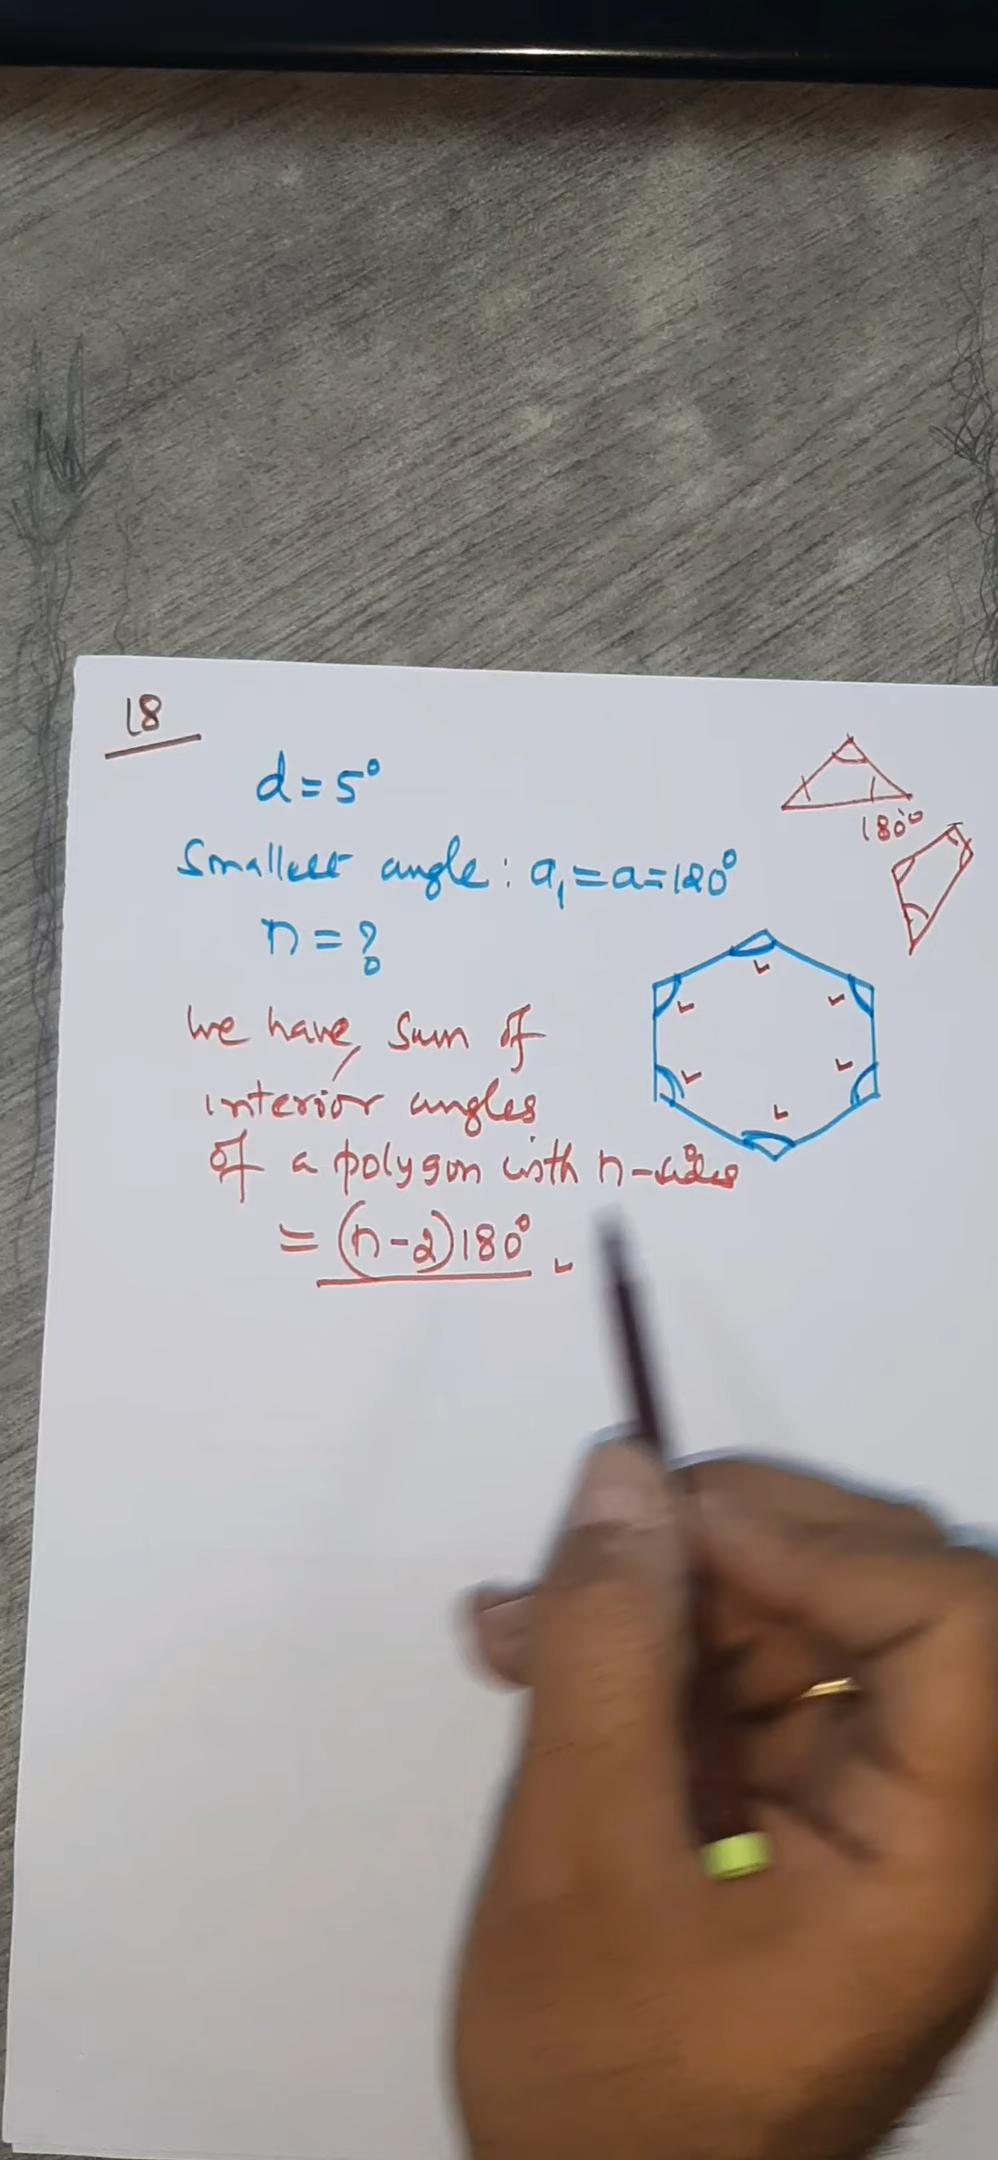 18
d = 5°
Smallest angle : a₁ = a = 120°
n = ?
180°
We have, sum of
interior angles
of a polygon with n-sides
= (n-2)180°.